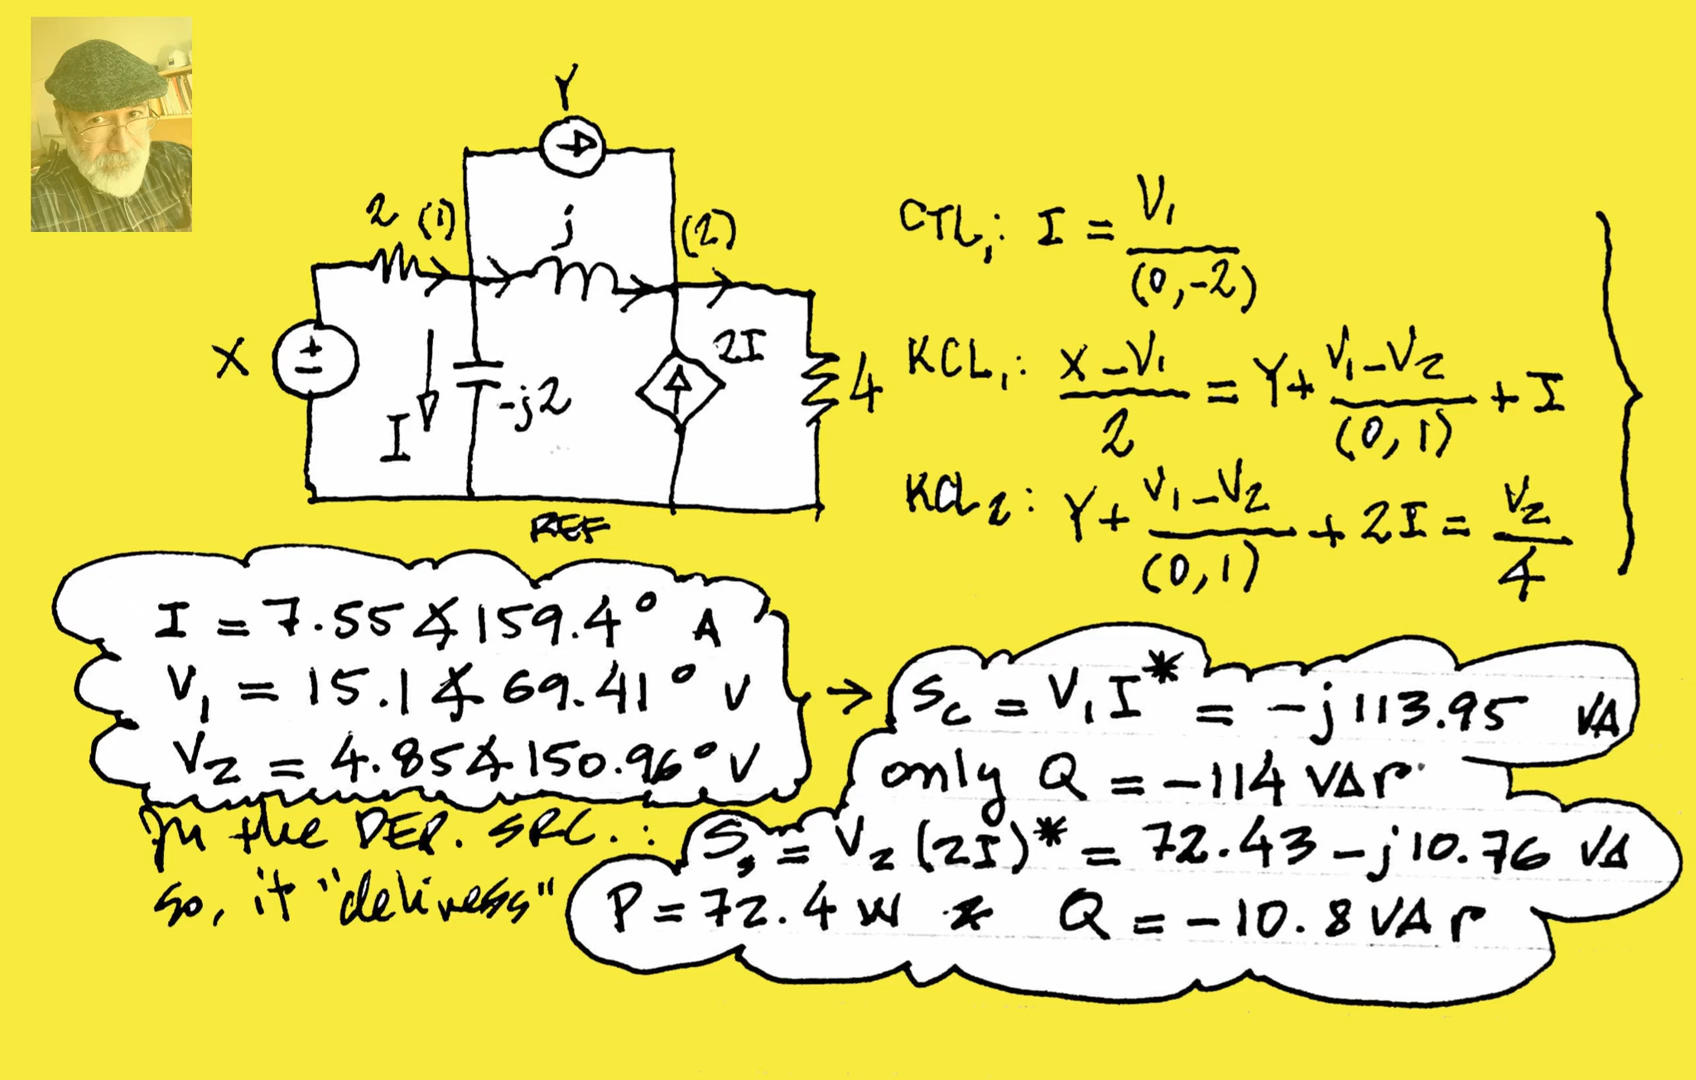 Y
2 (1) j (2)
X + - I -j2 2I 4
REF
CTL₁: I = V₁ / (0,-2)
KCL₁: X-V₁ / 2 = Y + V₁-V₂ / (0,1) + I
KCL₂: Y + V₁-V₂ / (0,1) + 2I = V₂ / 4
I = 7.55∡159.4° A
V₁ = 15.1∡69.41° V
V₂ = 4.85∡150.96° V
→ Sc = V₁I* = -j113.95 VA
only Q = -114 VAr
In the DEP. SRC.: Ss = V₂(2I)* = 72.43 - j10.76 VA
so, it "delivers" P = 72.4 W & Q = -10.8 VAr